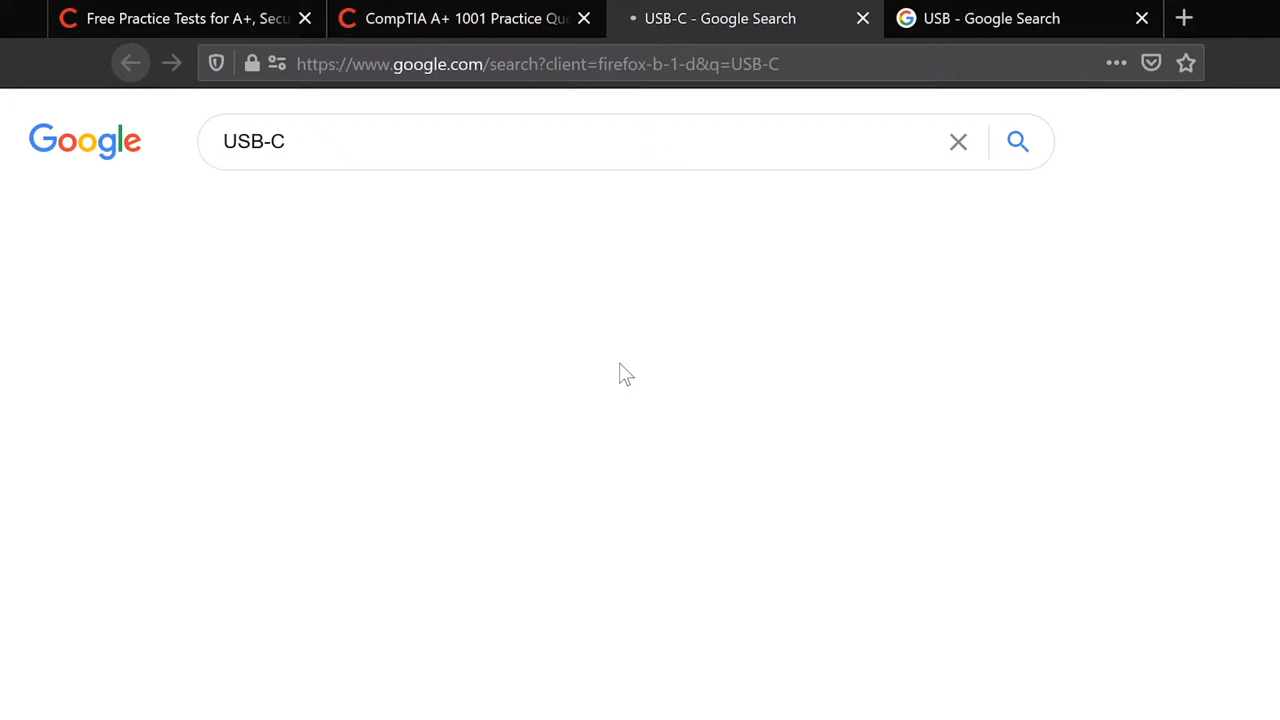 Free Practice Tests for A+, Secu
CompTIA A+ 1001 Practice Que
USB-C - Google Search
USB - Google Search
https://www.google.com/search?client=firefox-b-1-d&q=USB-C
Google
USB-C